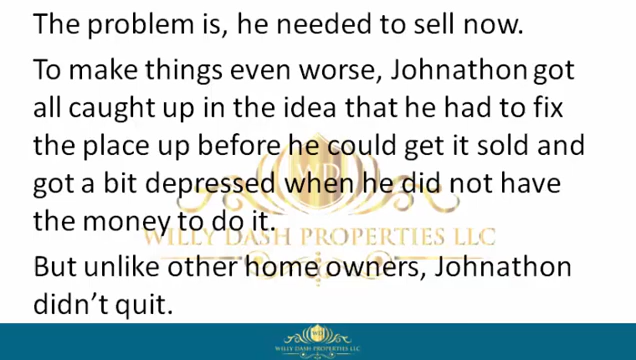 The problem is, he needed to sell now.
To make things even worse, Johnathon got
all caught up in the idea that he had to fix
the place up before he could get it sold and
got a bit depressed when he did not have
the money to do it.
WILLY DASH PROPERTIES LLC
But unlike other home owners, Johnathon
didn’t quit.
WILLY DASH PROPERTIES LLC